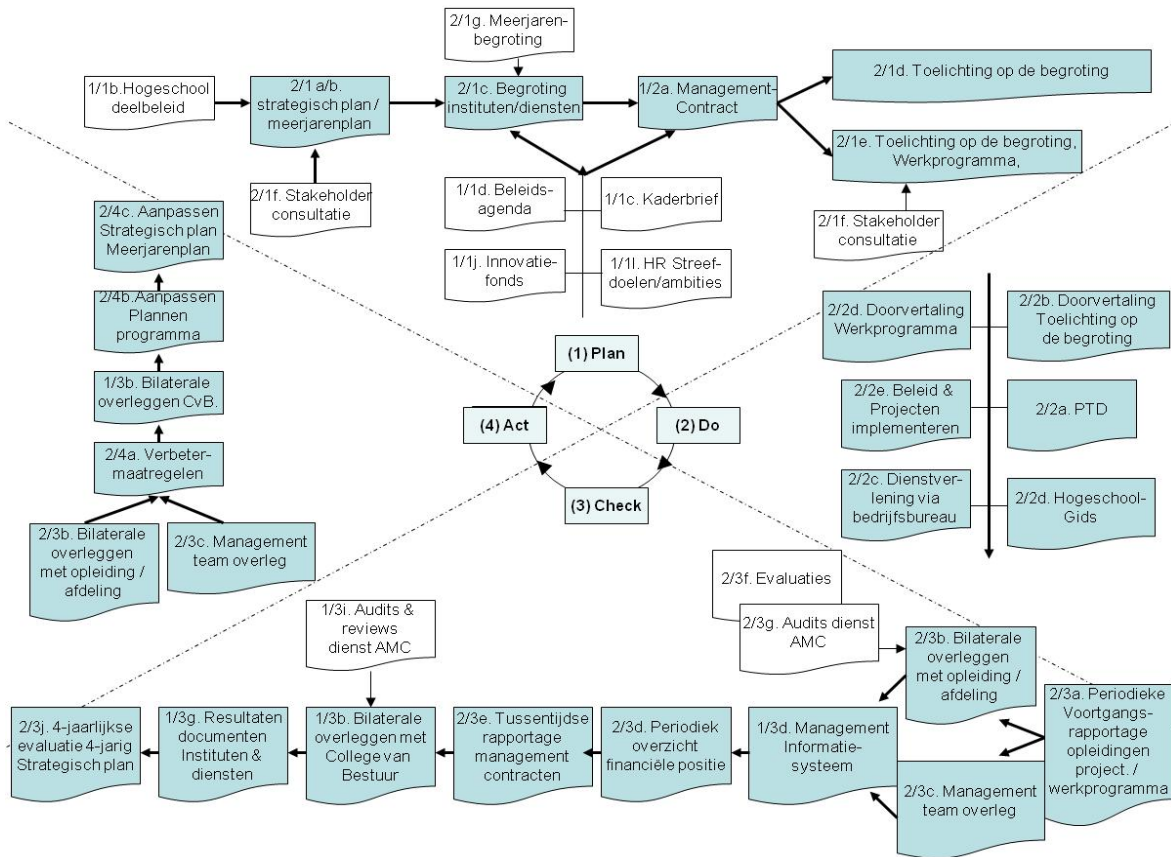 2/1g. Meerjaren-
begroting
1/1b. Hogeschool
deelbeleid
2/1 a/b.
strategisch plan /
meerjarenplan
2/1c. Begroting
instituten/diensten
1/2a. Management-
Contract
2/1d. Toelichting op de begroting
2/1e. Toelichting op de begroting,
Werkprogramma,
2/1f. Stakeholder
consultatie
2/1f. Stakeholder
consultatie
1/1d. Beleids-
agenda
1/1c. Kaderbrief
1/1j. Innovatie-
fonds
1/1l. HR Streef-
doelen/ambities
2/4c. Aanpassen
Strategisch plan
Meerjarenplan
2/4b. Aanpassen
Plannen
programma
1/3b. Bilaterale
overleggen CvB.
2/4a. Verbeter-
maatregelen
2/3b. Bilaterale
overleggen
met opleiding /
afdeling
2/3c. Management
team overleg
(1) Plan
(2) Do
(3) Check
(4) Act
2/2d. Doorvertaling
Werkprogramma
2/2b. Doorvertaling
Toelichting op
de begroting
2/2e. Beleid &
Projecten
implementeren
2/2a. PTD
2/2c. Dienstver-
lening via
bedrijfsbureau
2/2d. Hogeschool-
Gids
2/3f. Evaluaties
2/3g. Audits dienst
AMC
2/3b. Bilaterale
overleggen
met opleiding /
afdeling
2/3a. Periodieke
Voortgangs-
rapportage
opleidingen
project. /
werkprogramma
2/3c. Management
team overleg
1/3d. Management
Informatie-
systeem
2/3d. Periodiek
overzicht
financiële positie
2/3e. Tussentijdse
rapportage
management
contracten
1/3i. Audits &
reviews
dienst AMC
1/3b. Bilaterale
overleggen met
College van
Bestuur
1/3g. Resultaten
documenten
Instituten &
diensten
2/3j. 4-jaarlijkse
evaluatie 4-jarig
Strategisch plan